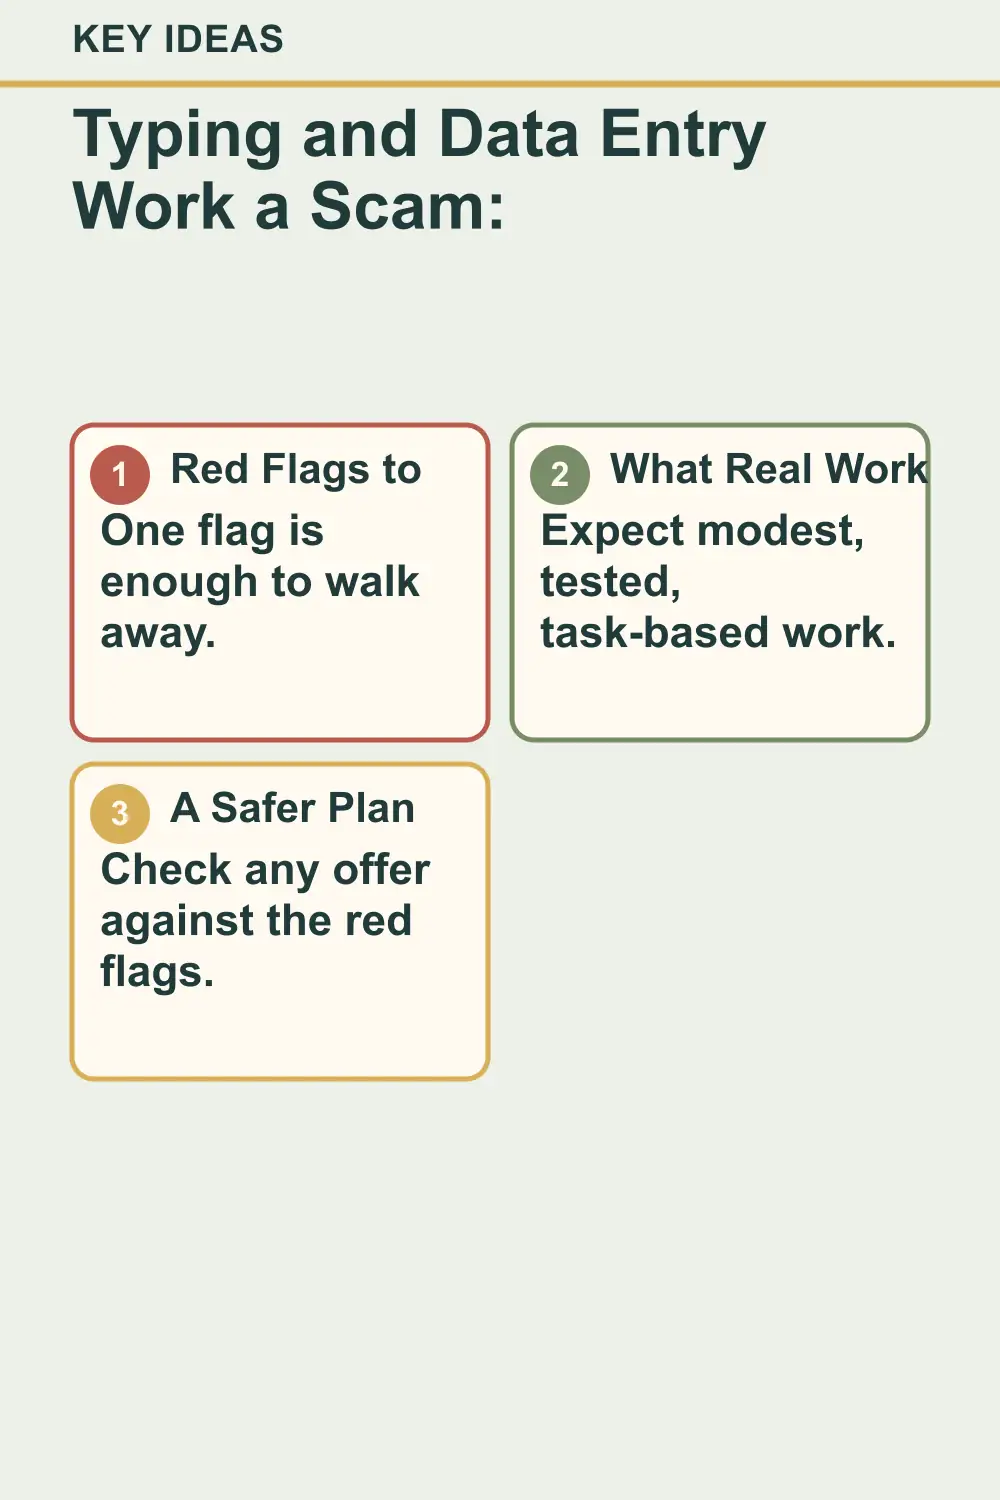 KEY IDEAS
Typing and Data Entry
Work a Scam:
1 Red Flags to
One flag is
enough to walk
away.
2 What Real Work
Expect modest,
tested,
task-based work.
3 A Safer Plan
Check any offer
against the red
flags.